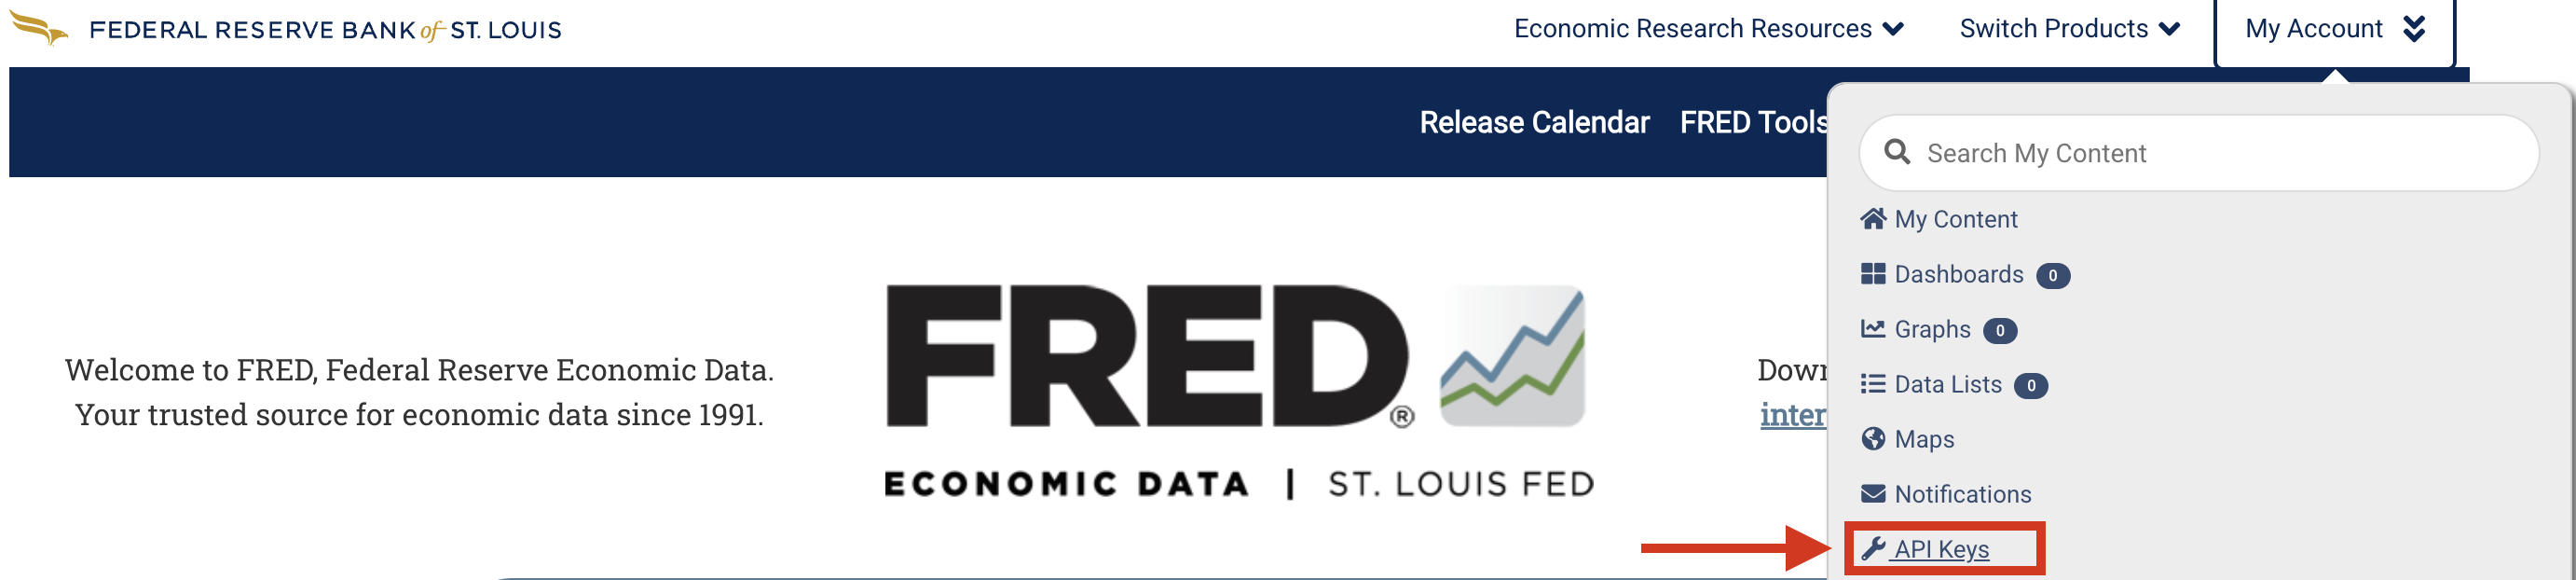 FEDERAL RESERVE BANK of ST. LOUIS
Economic Research Resources
Switch Products
My Account
Release Calendar
FRED Tools
Search My Content
My Content
Dashboards 0
Graphs 0
Data Lists 0
Maps
Notifications
API Keys
Welcome to FRED, Federal Reserve Economic Data.
Your trusted source for economic data since 1991.
FRED®
ECONOMIC DATA | ST. LOUIS FED
Down
inter